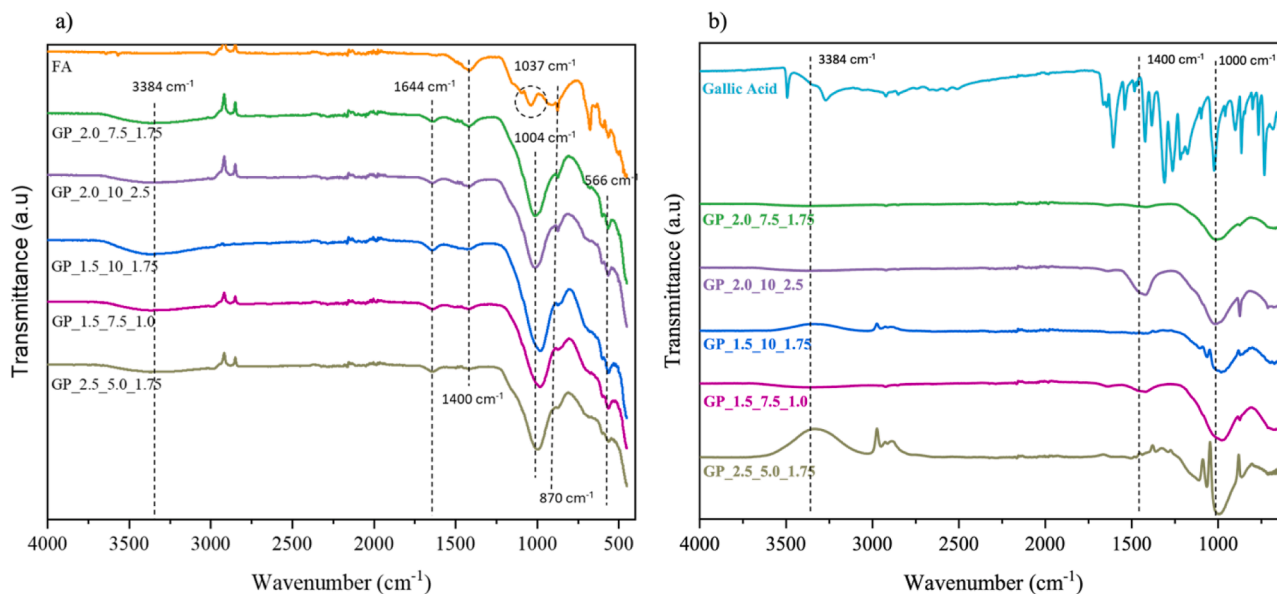 a)
Transmittance (a.u)
FA
1037 cm⁻¹
3384 cm⁻¹
1644 cm⁻¹
GP_2.0_7.5_1.75
1004 cm⁻¹
566 cm⁻¹
GP_2.0_10_2.5
GP_1.5_10_1.75
GP_1.5_7.5_1.0
GP_2.5_5.0_1.75
1400 cm⁻¹
870 cm⁻¹
4000 3500 3000 2500 2000 1500 1000 500
Wavenumber (cm⁻¹)
b)
Transmittance (a.u)
3384 cm⁻¹
1400 cm⁻¹ 1000 cm⁻¹
Gallic Acid
GP_2.0_7.5_1.75
GP_2.0_10_2.5
GP_1.5_10_1.75
GP_1.5_7.5_1.0
GP_2.5_5.0_1.75
4000 3500 3000 2500 2000 1500 1000
Wavenumber (cm⁻¹)